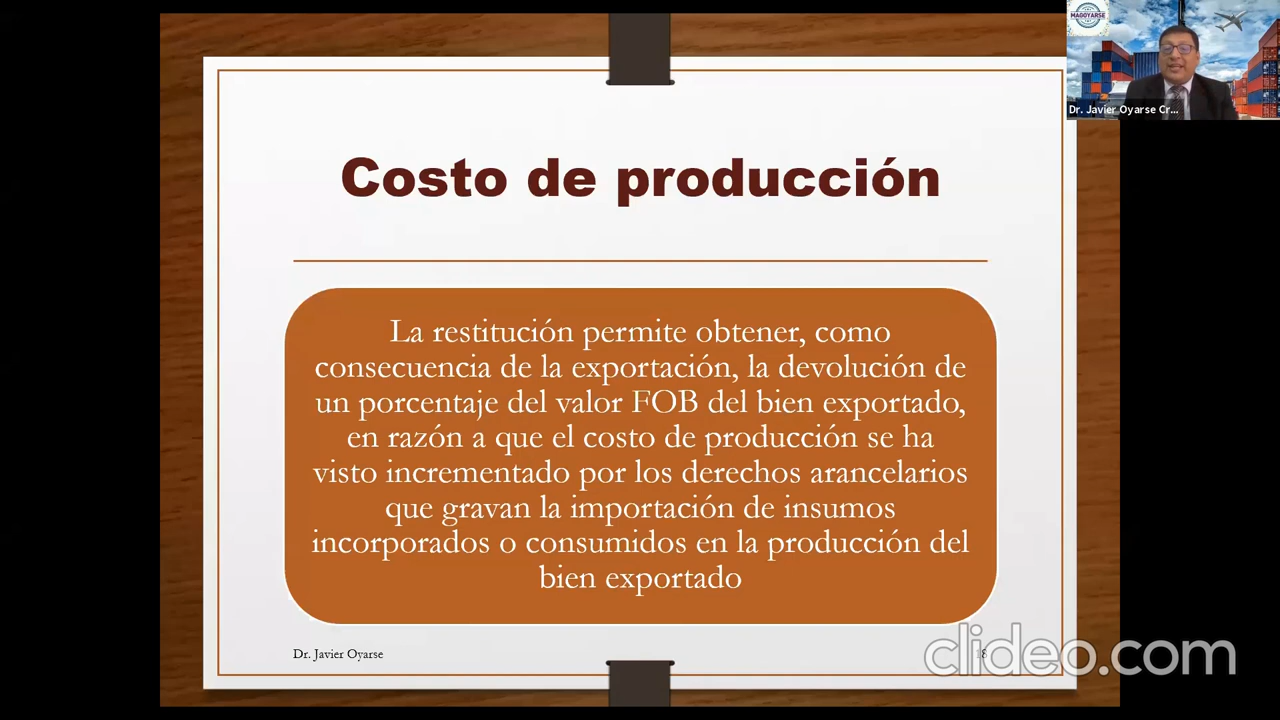 MAGOYARSE
Dr. Javier Oyarse Cr...
Costo de producción
La restitución permite obtener, como
consecuencia de la exportación, la devolución de
un porcentaje del valor FOB del bien exportado,
en razón a que el costo de producción se ha
visto incrementado por los derechos arancelarios
que gravan la importación de insumos
incorporados o consumidos en la producción del
bien exportado
Dr. Javier Oyarse
18
clideo.com